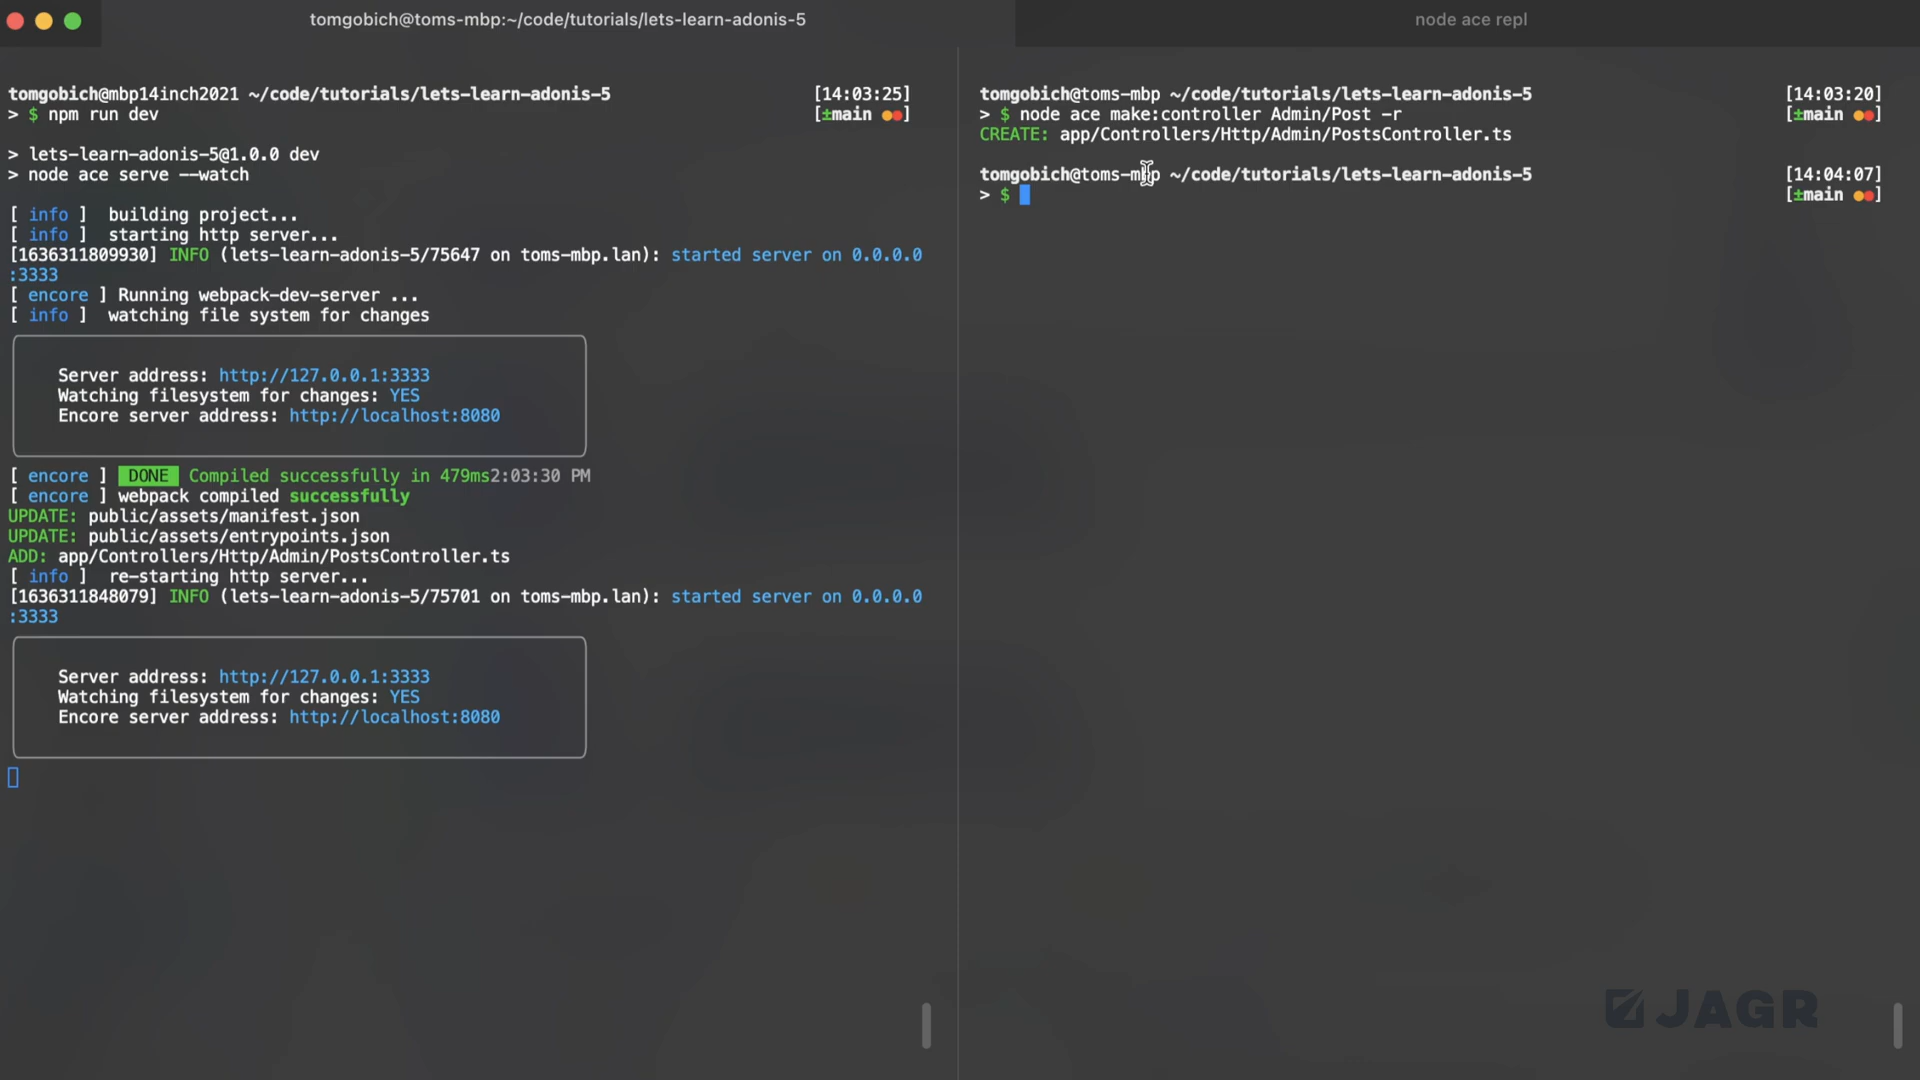 tomgobich@toms-mbp:~/code/tutorials/lets-learn-adonis-5
node ace repl
tomgobich@mbp14inch2021 ~/code/tutorials/lets-learn-adonis-5 [14:03:25]
> $ npm run dev [±main ●●]
> lets-learn-adonis-5@1.0.0 dev
> node ace serve --watch
[ info ] building project...
[ info ] starting http server...
[1636311809930] INFO (lets-learn-adonis-5/75647 on toms-mbp.lan): started server on 0.0.0.0
:3333
[ encore ] Running webpack-dev-server ...
[ info ] watching file system for changes
Server address: http://127.0.0.1:3333
Watching filesystem for changes: YES
Encore server address: http://localhost:8080
[ encore ] DONE Compiled successfully in 479ms2:03:30 PM
[ encore ] webpack compiled successfully
UPDATE: public/assets/manifest.json
UPDATE: public/assets/entrypoints.json
ADD: app/Controllers/Http/Admin/PostsController.ts
[ info ] re-starting http server...
[1636311848079] INFO (lets-learn-adonis-5/75701 on toms-mbp.lan): started server on 0.0.0.0
:3333
Server address: http://127.0.0.1:3333
Watching filesystem for changes: YES
Encore server address: http://localhost:8080
tomgobich@toms-mbp ~/code/tutorials/lets-learn-adonis-5 [14:03:20]
> $ node ace make:controller Admin/Post -r [±main ●●]
CREATE: app/Controllers/Http/Admin/PostsController.ts
tomgobich@toms-mbp ~/code/tutorials/lets-learn-adonis-5 [14:04:07]
> $ [±main ●●]
JAGR